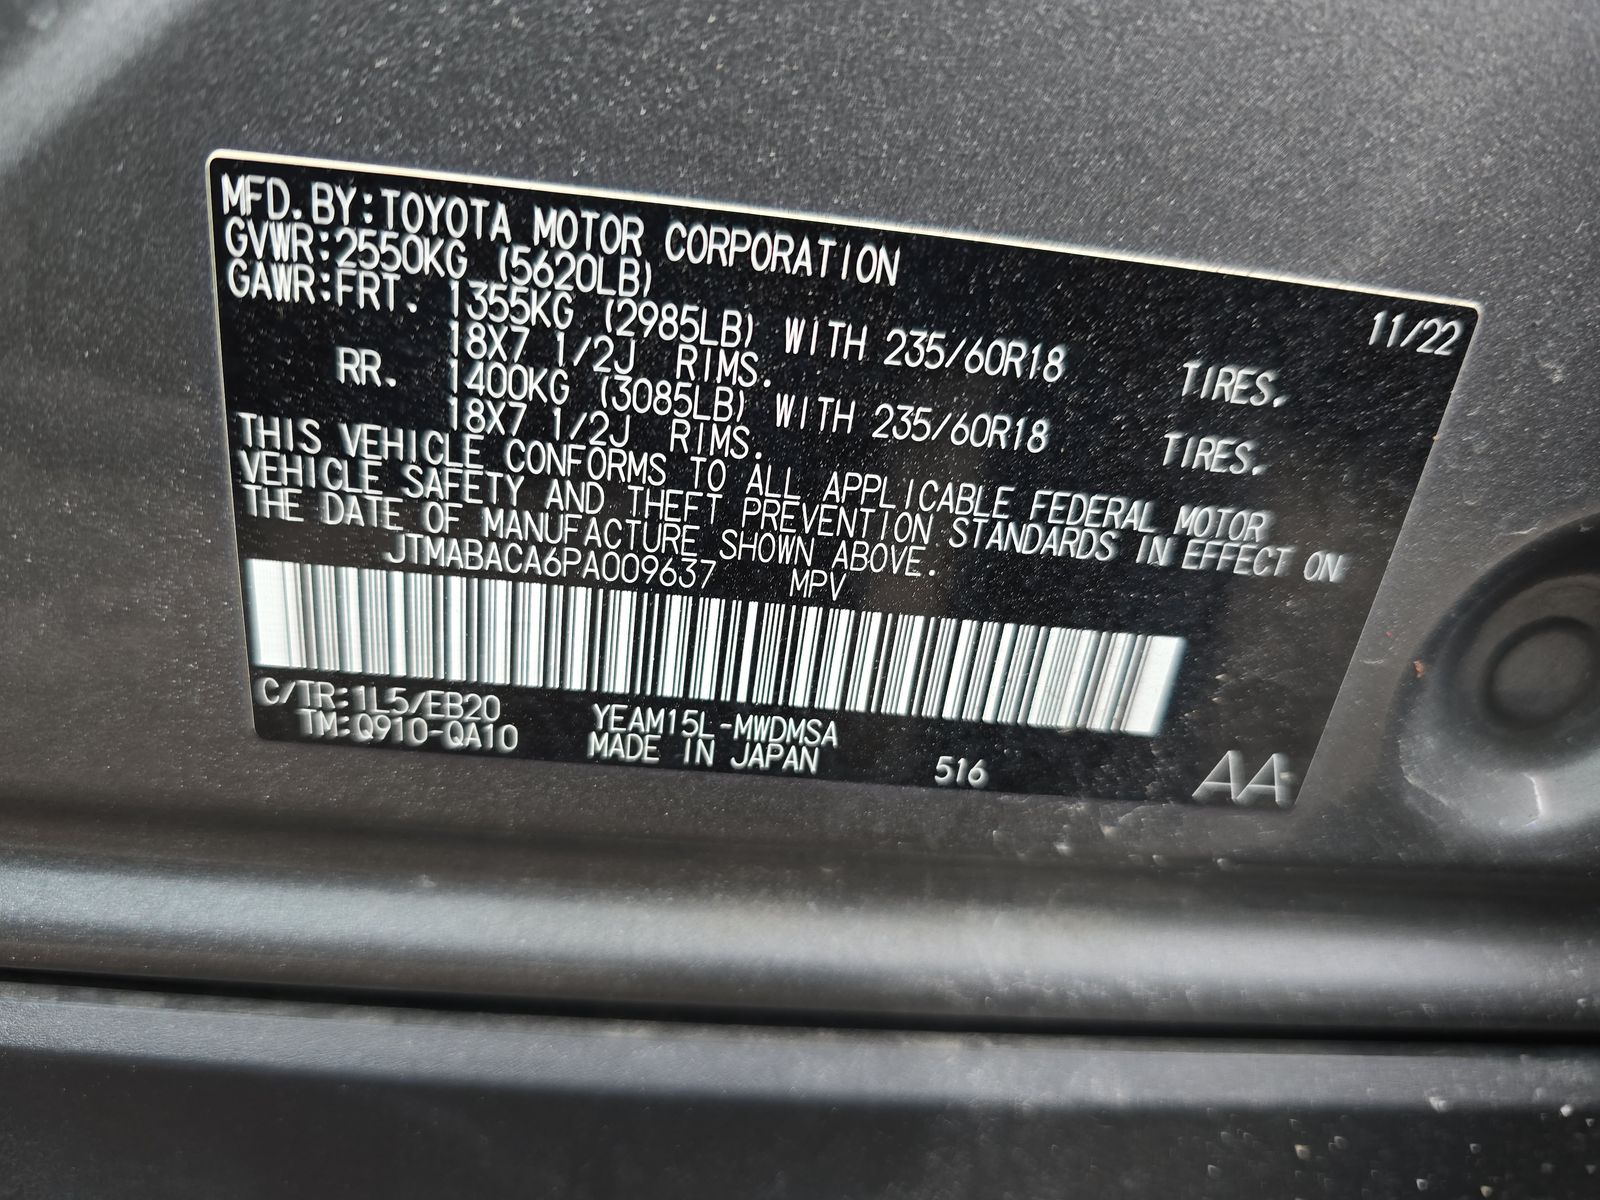 MFD. BY:TOYOTA MOTOR CORPORATION 11/22
GVWR:2550KG (5620LB)
GAWR:FRT. 1355KG (2985LB) WITH 235/60R18 TIRES.
18X7 1/2J RIMS.
RR. 1400KG (3085LB) WITH 235/60R18 TIRES.
18X7 1/2J RIMS.
THIS VEHICLE CONFORMS TO ALL APPLICABLE FEDERAL MOTOR
VEHICLE SAFETY AND THEFT PREVENTION STANDARDS IN EFFECT ON
THE DATE OF MANUFACTURE SHOWN ABOVE.
JTMABACA6PA009637 MPV
C/TR:1L5/EB20 YEAM15L-MWDMSA
TM:Q910-QA10 MADE IN JAPAN 516 AA